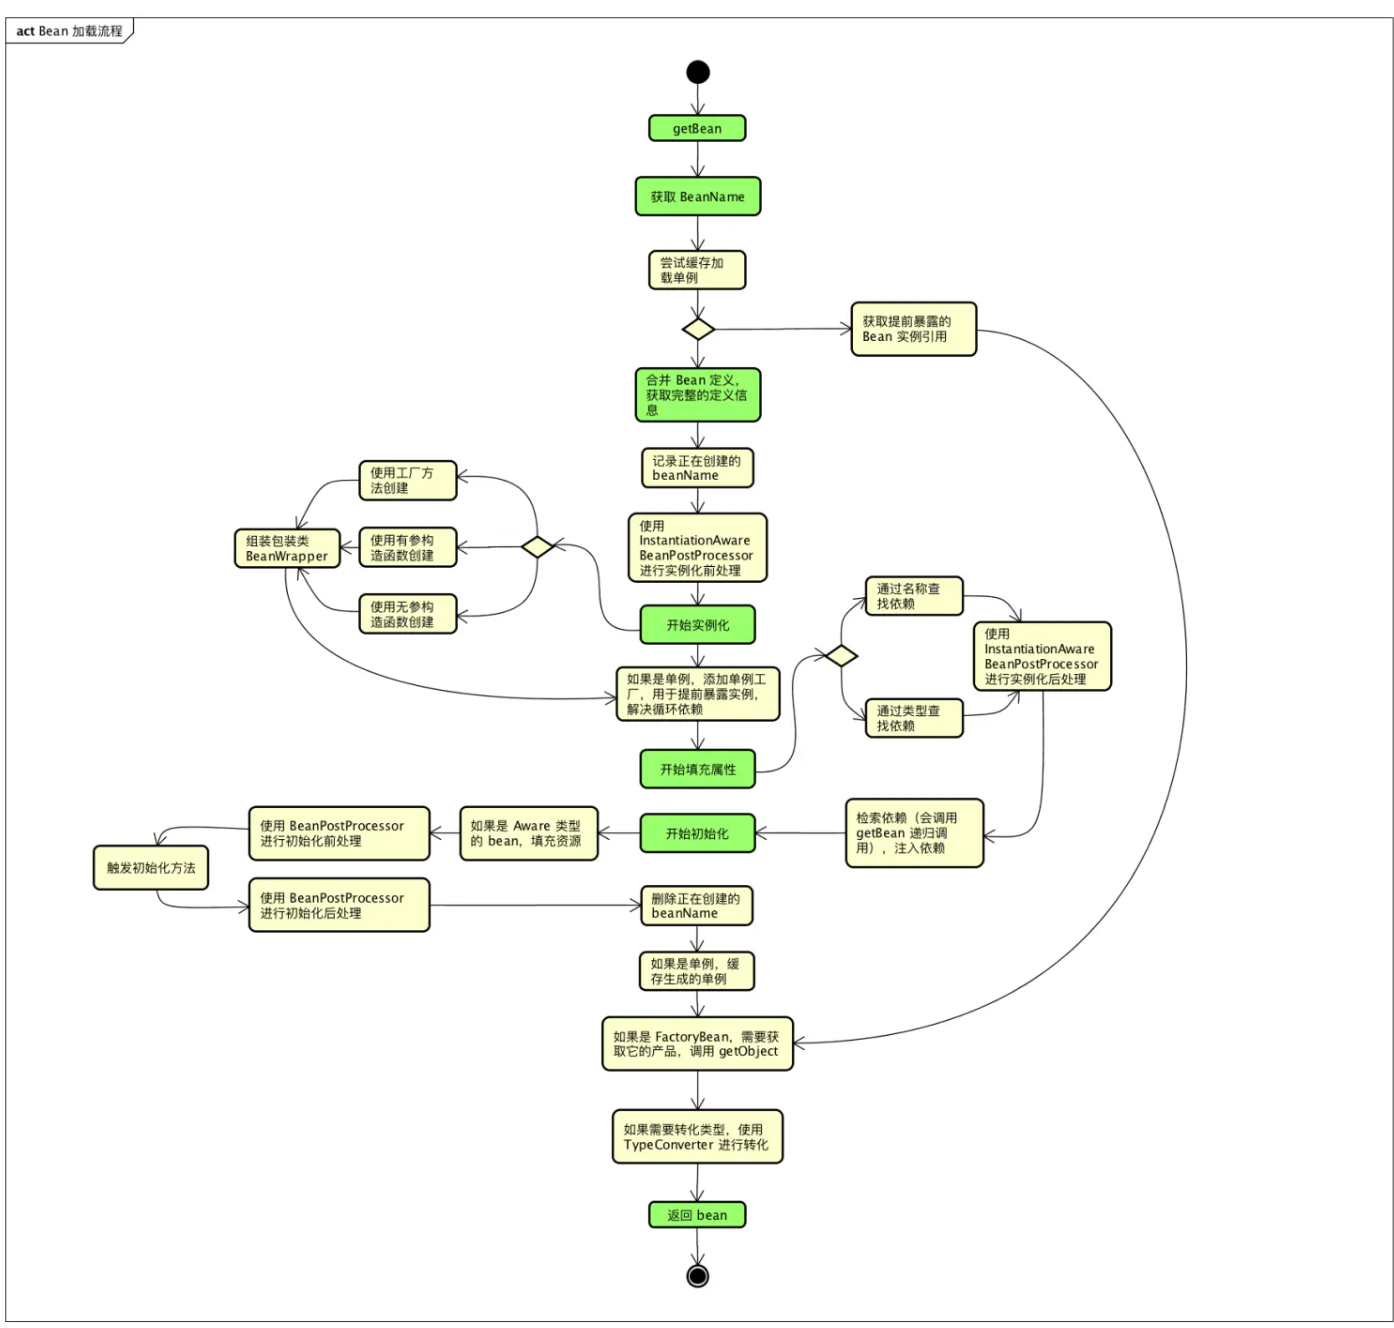 act Bean 加载流程
getBean
获取 BeanName
尝试缓存加
载单例
获取提前暴露的
Bean 实例引用
合并 Bean 定义，
获取完整的定义信
息
记录正在创建的
beanName
使用
InstantiationAware
BeanPostProcessor
进行实例化前处理
开始实例化
使用工厂方
法创建
使用有参构
造函数创建
使用无参构
造函数创建
组装包装类
BeanWrapper
如果是单例，添加单例工
厂，用于提前暴露实例，
解决循环依赖
开始填充属性
通过名称查
找依赖
通过类型查
找依赖
使用
InstantiationAware
BeanPostProcessor
进行实例化后处理
检索依赖（会调用
getBean 递归调
用），注入依赖
开始初始化
如果是 Aware 类型
的 bean，填充资源
使用 BeanPostProcessor
进行初始化前处理
触发初始化方法
使用 BeanPostProcessor
进行初始化后处理
删除正在创建的
beanName
如果是单例，缓
存生成的单例
如果是 FactoryBean，需要获
取它的产品，调用 getObject
如果需要转化类型，使用
TypeConverter 进行转化
返回 bean